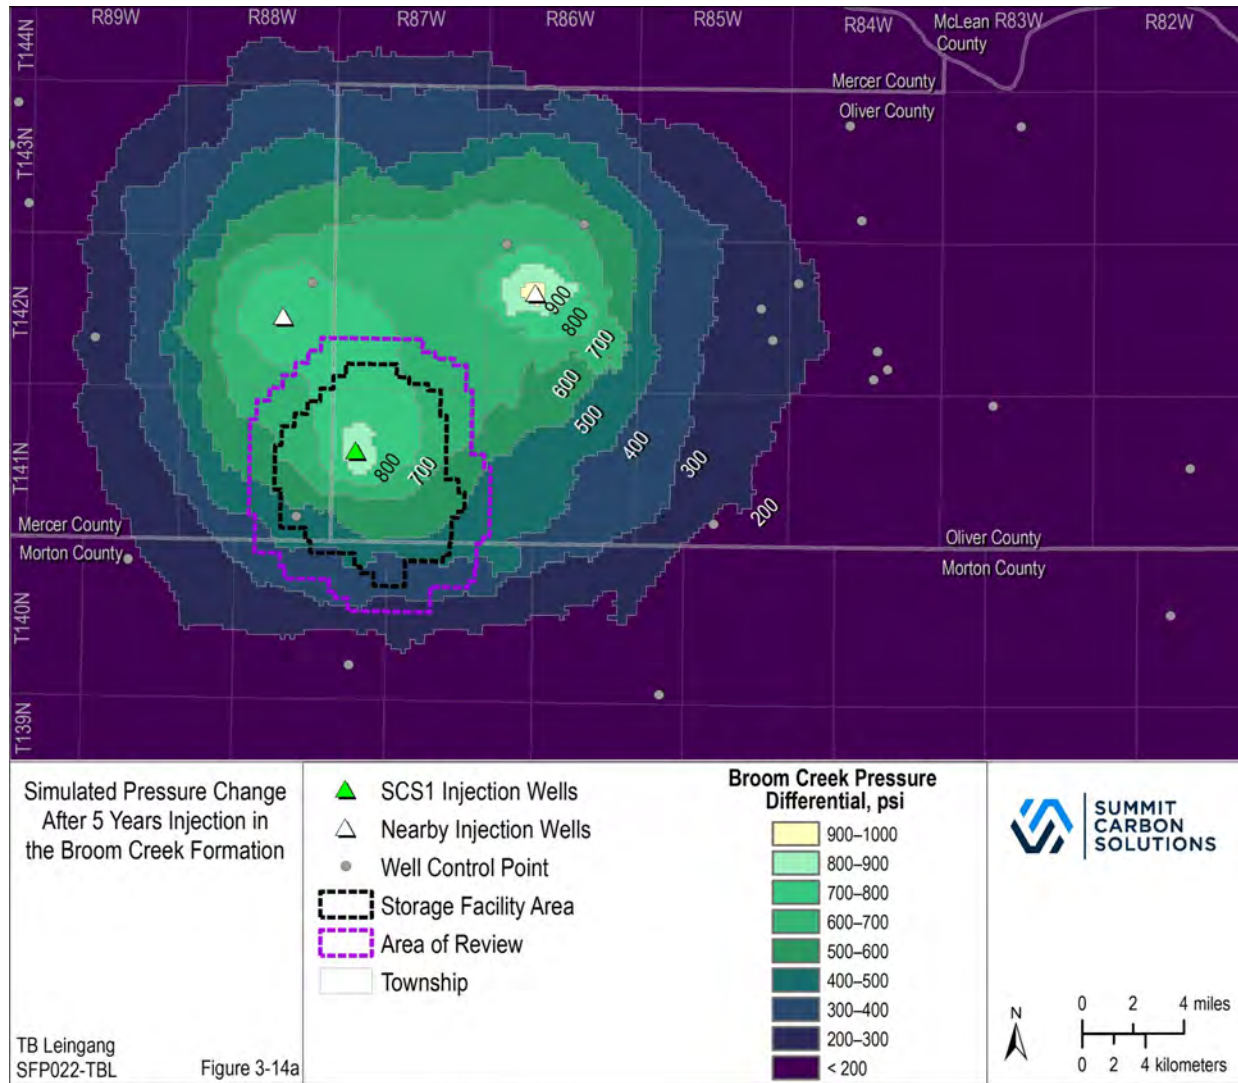 R89W
R88W
R87W
R86W
R85W
R84W
McLean
County
R83W
R82W
T144N
Mercer County
Oliver County
T143N
T142N
900
800
700
600
500
400
300
200
T141N
800
700
Mercer County
Morton County
Oliver County
Morton County
T140N
T139N
Simulated Pressure Change
After 5 Years Injection in
the Broom Creek Formation
TB Leingang
SFP022-TBL
Figure 3-14a
SCS1 Injection Wells
Nearby Injection Wells
Well Control Point
Storage Facility Area
Area of Review
Township
Broom Creek Pressure
Differential, psi
900–1000
800–900
700–800
600–700
500–600
400–500
300–400
200–300
< 200
SUMMIT
CARBON
SOLUTIONS
N
0 2 4 miles
0 2 4 kilometers